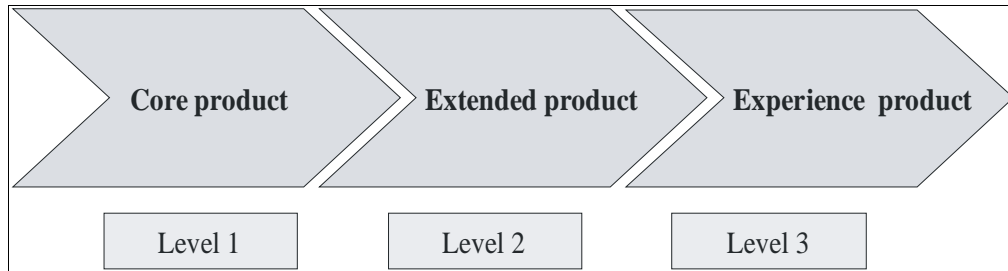 Core product
Extended product
Experience product
Level 1
Level 2
Level 3